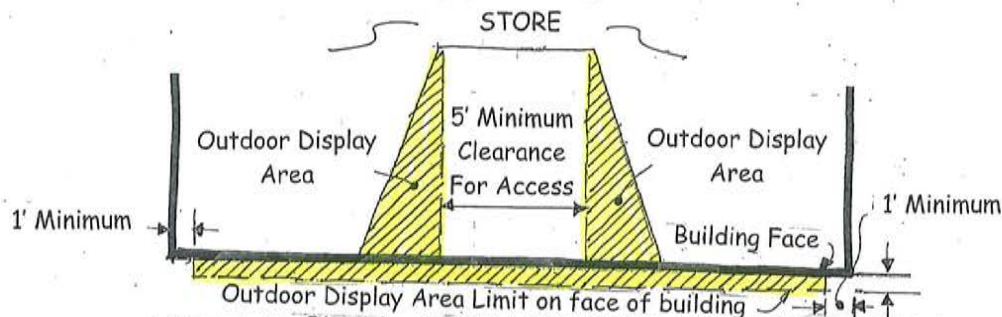 STORE
Outdoor Display
Area
5' Minimum
Clearance
For Access
Outdoor Display
Area
1' Minimum
1' Minimum
Building Face
Outdoor Display Area Limit on face of building